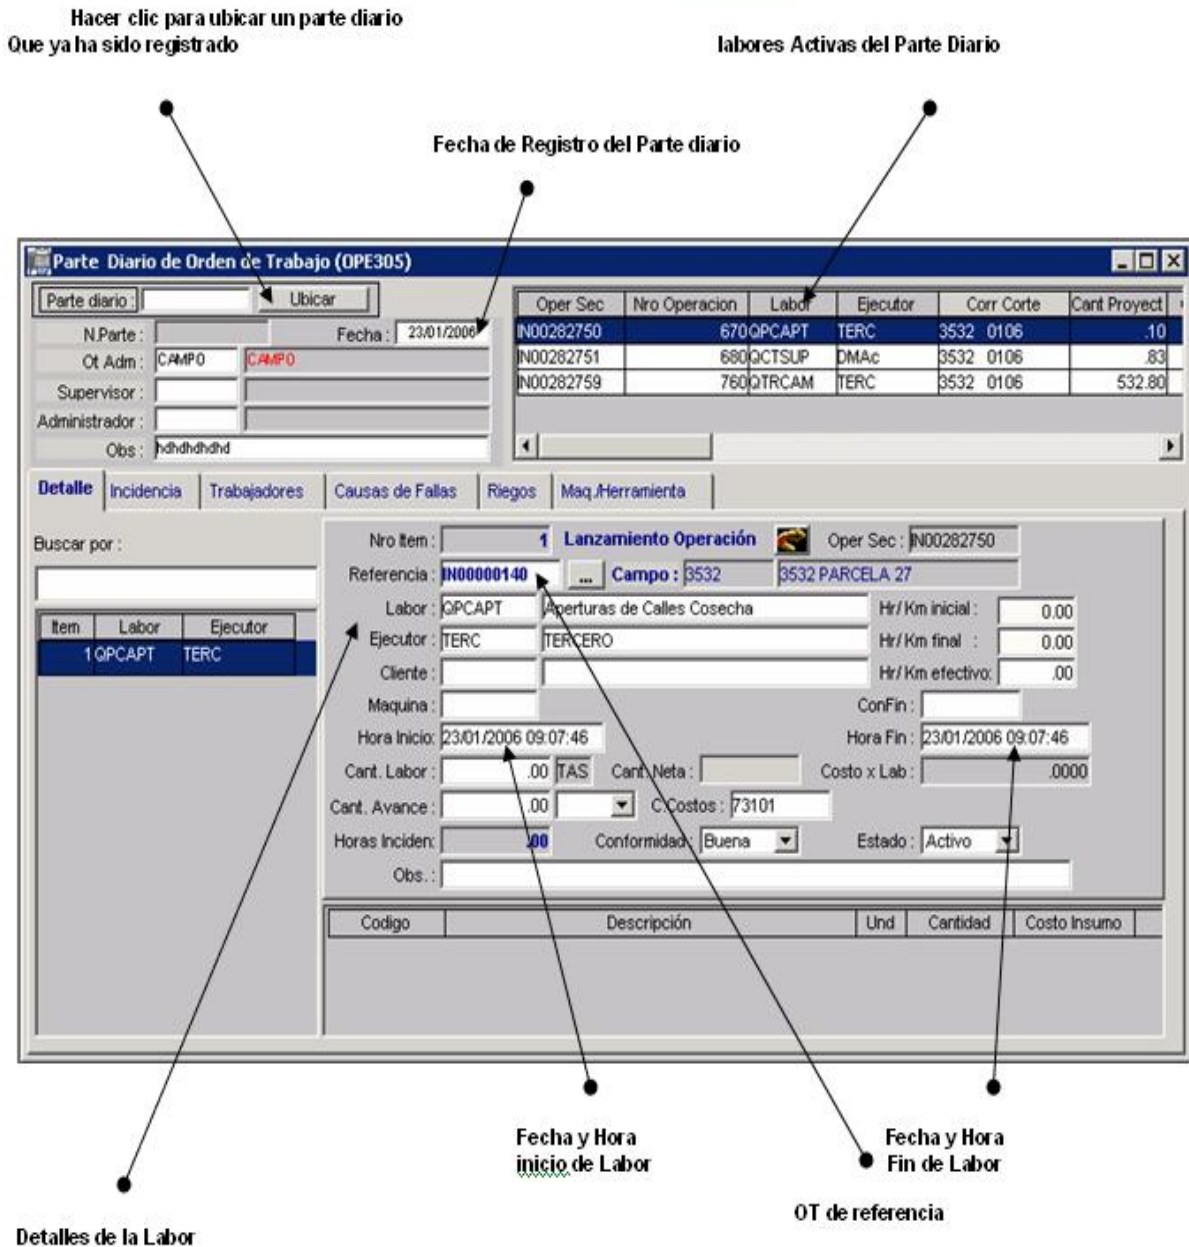 Hacer clic para ubicar un parte diario
Que ya ha sido registrado
labores Activas del Parte Diario
Fecha de Registro del Parte diario
Parte Diario de Orden de Trabajo (OPE305)
Parte diario : Ubicar
N.Parte : Fecha : 23/01/2006
Ot Adm : CAMPO CAMPO
Supervisor :
Administrador :
Obs : hdhdhdhdhd
Oper Sec Nro Operacion Labor Ejecutor Corr Corte Cant Proyect
IN00282750 670 QPCAPT TERC 3532 0106 .10
IN00282751 680 QCTSUP DMAc 3532 0106 .83
IN00282759 760 QTRCAM TERC 3532 0106 532.80
Detalle Incidencia Trabajadores Causas de Fallas Riegos Maq./Herramienta
Buscar por :
Item Labor Ejecutor
1 QPCAPT TERC
Nro Item : 1 Lanzamiento Operación Oper Sec : IN00282750
Referencia : IN00000140 ... Campo : 3532 3532 PARCELA 27
Labor : QPCAPT Aperturas de Calles Cosecha Hr/ Km inicial : 0.00
Ejecutor : TERC TERCERO Hr/ Km final : 0.00
Cliente : Hr/ Km efectivo: .00
Maquina : ConFin :
Hora Inicio: 23/01/2006 09:07:46 Hora Fin : 23/01/2006 09:07:46
Cant. Labor : .00 TAS Cant. Neta : Costo x Lab : .0000
Cant. Avance : .00 C.Costos : 73101
Horas Inciden: .00 Conformidad : Buena Estado : Activo
Obs. :
Codigo Descripción Und Cantidad Costo Insumo
Fecha y Hora
inicio de Labor
Fecha y Hora
Fin de Labor
OT de referencia
Detalles de la Labor